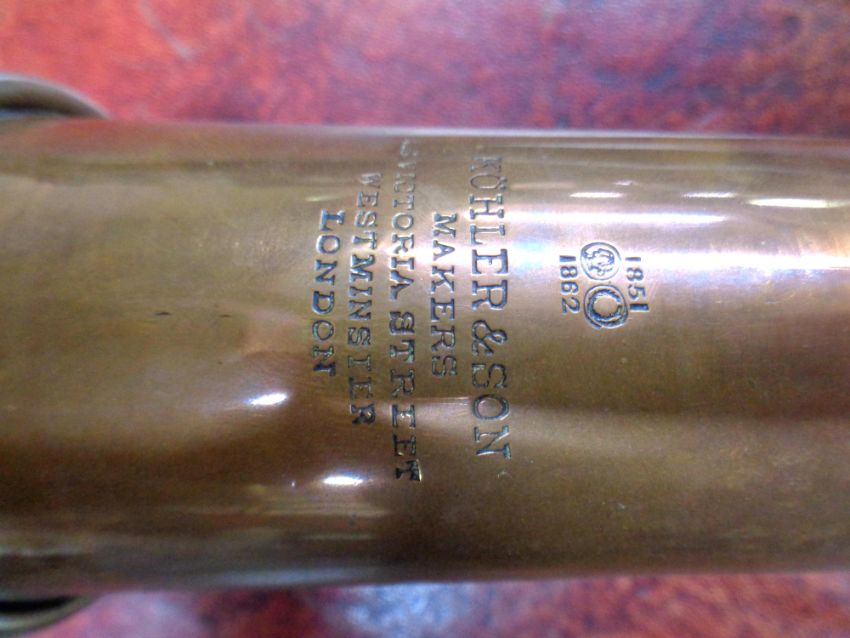 1851
1862
KÖHLER & SON
MAKERS
VICTORIA STREET
WESTMINSTER
LONDON